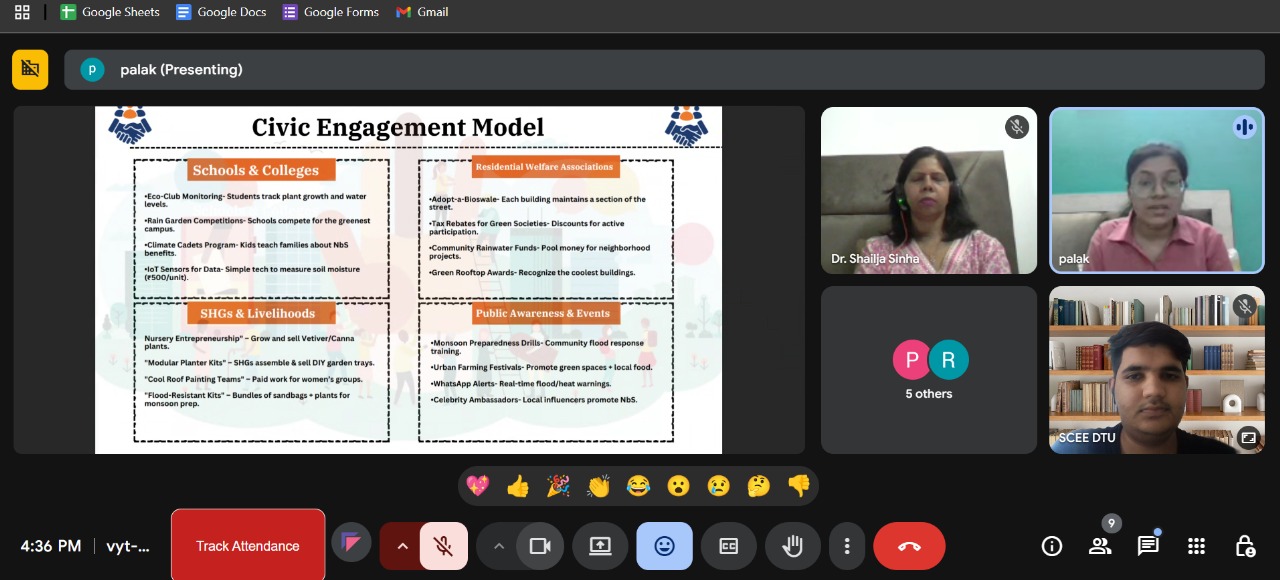 Google Sheets
Google Docs
Google Forms
Gmail
p
palak (Presenting)
Civic Engagement Model
Schools & Colleges
•Eco-Club Monitoring- Students track plant growth and water
levels.
•Rain Garden Competitions- Schools compete for the greenest
campus.
•Climate Cadets Program- Kids teach families about NbS
benefits.
•IoT Sensors for Data- Simple tech to measure soil moisture
(₹500/unit).
Residential Welfare Associations
•Adopt-a-Bioswale- Each building maintains a section of the
street.
•Tax Rebates for Green Societies- Discounts for active
participation.
•Community Rainwater Funds- Pool money for neighborhood
projects.
•Green Rooftop Awards- Recognize the coolest buildings.
SHGs & Livelihoods
Nursery Entrepreneurship" – Grow and sell Vetiver/Canna
plants.
"Modular Planter Kits" – SHGs assemble & sell DIY garden trays.
"Cool Roof Painting Teams" – Paid work for women's groups.
"Flood-Resistant Kits" – Bundles of sandbags + plants for
monsoon prep.
Public Awareness & Events
•Monsoon Preparedness Drills- Community flood response
training.
•Urban Farming Festivals- Promote green spaces + local food.
•WhatsApp Alerts- Real-time flood/heat warnings.
•Celebrity Ambassadors- Local influencers promote NbS.
Dr. Shailja Sinha
palak
P
R
5 others
SCEE DTU
4:36 PM
vyt-...
Track Attendance
CC
9